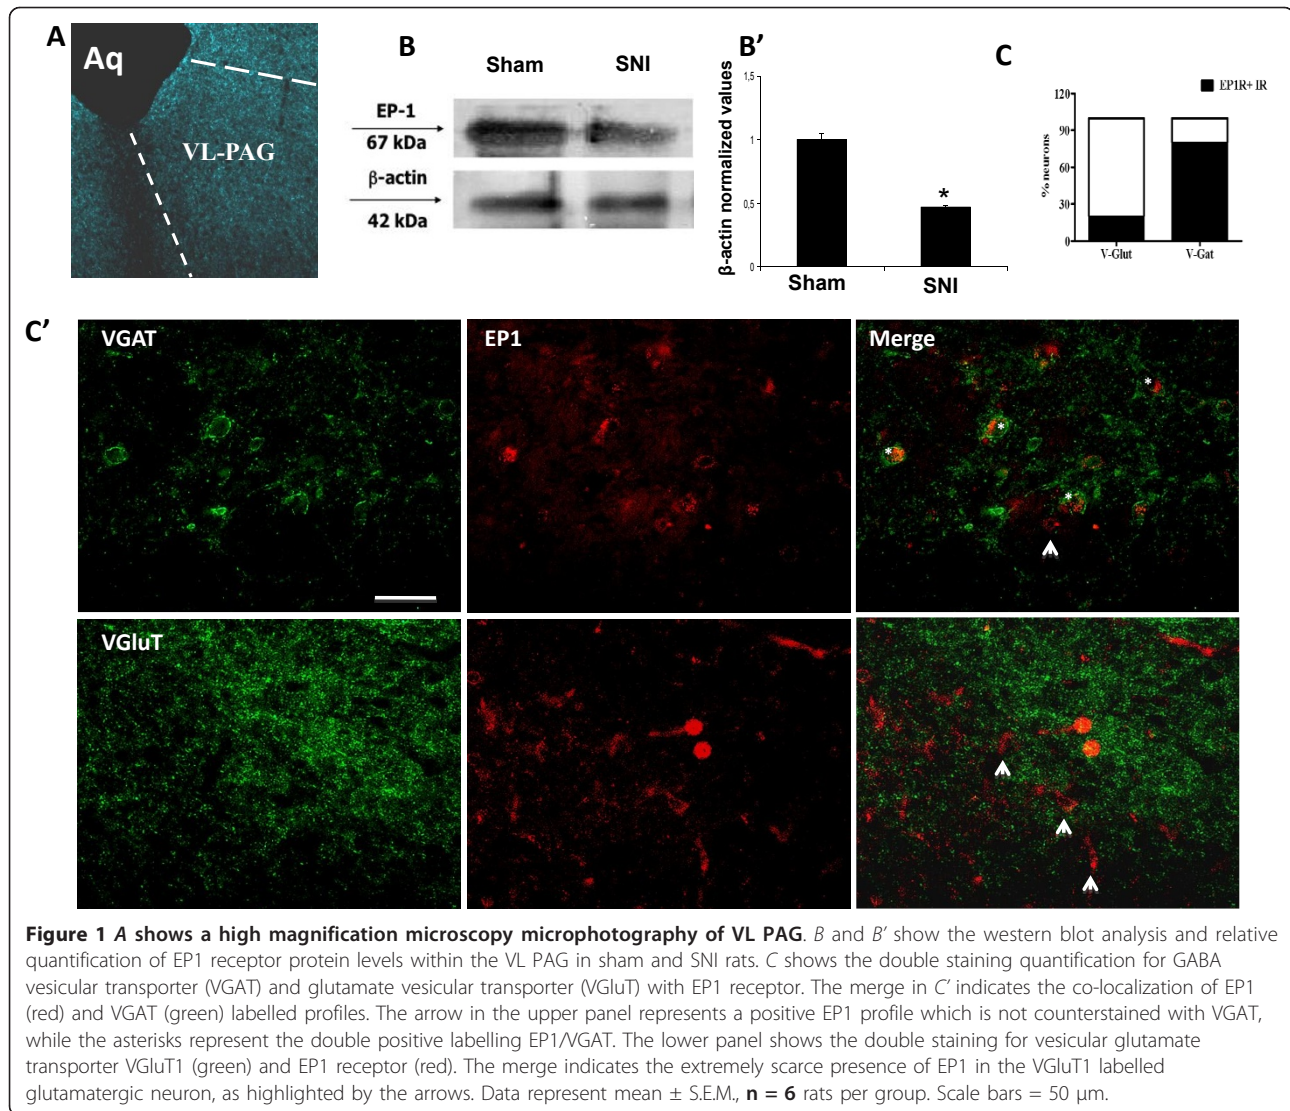 A
Aq
VL-PAG
B
Sham SNI
EP-1
67 kDa
β-actin
42 kDa
B'
β-actin normalized values
1,5
1
0,5
0
*
Sham SNI
C
EP1R+ IR
% neurons
120
90
60
30
0
V-Glut V-Gat
C'
VGAT
EP1
Merge
*
*
*
*
VGluT
Figure 1 A shows a high magnification microscopy microphotography of VL PAG. B and B' show the western blot analysis and relative
quantification of EP1 receptor protein levels within the VL PAG in sham and SNI rats. C shows the double staining quantification for GABA
vesicular transporter (VGAT) and glutamate vesicular transporter (VGluT) with EP1 receptor. The merge in C' indicates the co-localization of EP1
(red) and VGAT (green) labelled profiles. The arrow in the upper panel represents a positive EP1 profile which is not counterstained with VGAT,
while the asterisks represent the double positive labelling EP1/VGAT. The lower panel shows the double staining for vesicular glutamate
transporter VGluT1 (green) and EP1 receptor (red). The merge indicates the extremely scarce presence of EP1 in the VGluT1 labelled
glutamatergic neuron, as highlighted by the arrows. Data represent mean ± S.E.M., n = 6 rats per group. Scale bars = 50 μm.